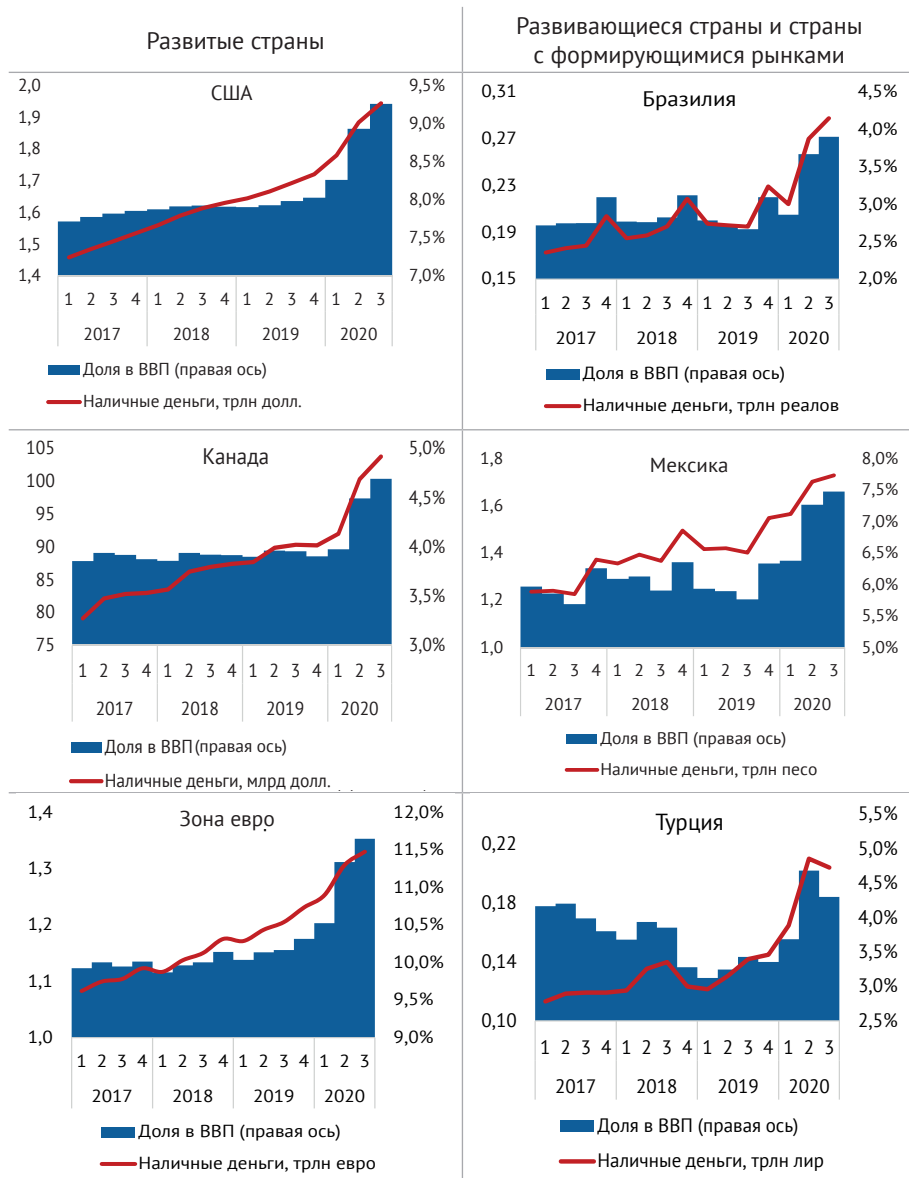 Развитые страны
Развивающиеся страны и страны
с формирующимися рынками
США
2,0
1,9
1,8
1,7
1,6
1,5
1,4
9,5%
9,0%
8,5%
8,0%
7,5%
7,0%
1 2 3 4 1 2 3 4 1 2 3 4 1 2 3
2017 2018 2019 2020
Доля в ВВП (правая ось)
Наличные деньги, трлн долл.
Бразилия
0,31
0,27
0,23
0,19
0,15
4,5%
4,0%
3,5%
3,0%
2,5%
2,0%
1 2 3 4 1 2 3 4 1 2 3 4 1 2 3
2017 2018 2019 2020
Доля в ВВП (правая ось)
Наличные деньги, трлн реалов
Канада
105
100
95
90
85
80
75
5,0%
4,5%
4,0%
3,5%
3,0%
1 2 3 4 1 2 3 4 1 2 3 4 1 2 3
2017 2018 2019 2020
Доля в ВВП (правая ось)
Наличные деньги, млрд долл.
Мексика
1,8
1,6
1,4
1,2
1,0
8,0%
7,5%
7,0%
6,5%
6,0%
5,5%
5,0%
1 2 3 4 1 2 3 4 1 2 3 4 1 2 3
2017 2018 2019 2020
Доля в ВВП (правая ось)
Наличные деньги, трлн песо
Зона евро
1,4
1,3
1,2
1,1
1,0
12,0%
11,5%
11,0%
10,5%
10,0%
9,5%
9,0%
1 2 3 4 1 2 3 4 1 2 3 4 1 2 3
2017 2018 2019 2020
Доля в ВВП (правая ось)
Наличные деньги, трлн евро
Турция
0,22
0,18
0,14
0,10
5,5%
5,0%
4,5%
4,0%
3,5%
3,0%
2,5%
1 2 3 4 1 2 3 4 1 2 3 4 1 2 3
2017 2018 2019 2020
Доля в ВВП (правая ось)
Наличные деньги, трлн лир